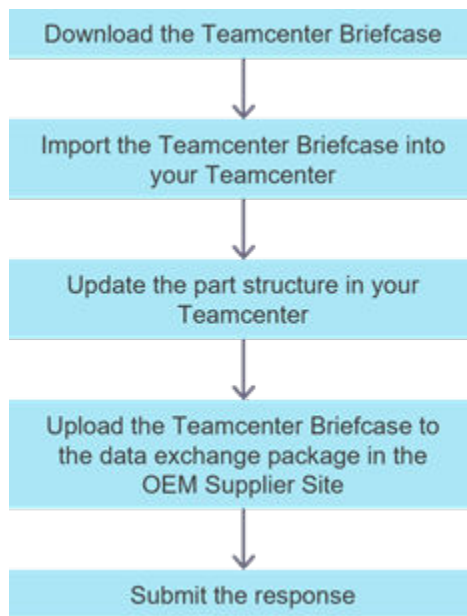 Download the Teamcenter Briefcase
Import the Teamcenter Briefcase into
your Teamcenter
Update the part structure in your
Teamcenter
Upload the Teamcenter Briefcase to
the data exchange package in the
OEM Supplier Site
Submit the response